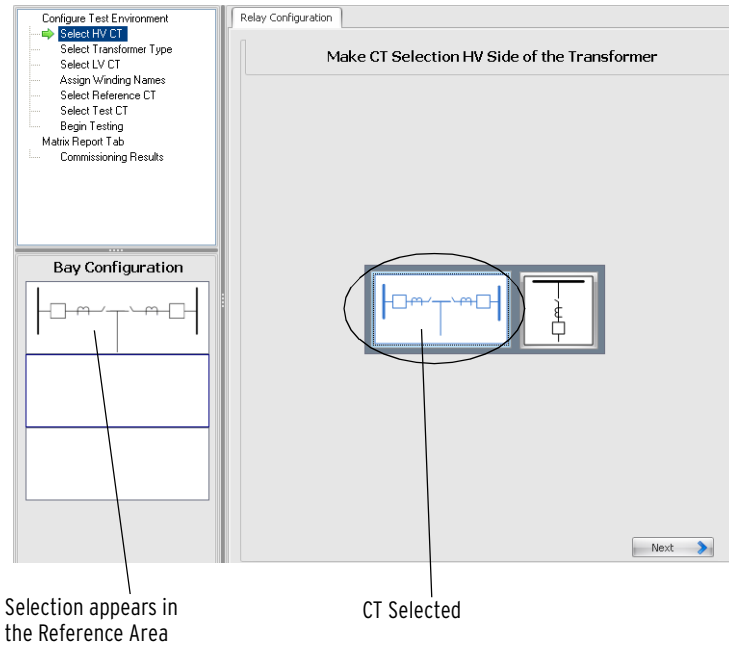 Configure Test Environment
Select HV CT
Select Transformer Type
Select LV CT
Assign Winding Names
Select Reference CT
Select Test CT
Begin Testing
Matrix Report Tab
Commissioning Results
Bay Configuration
Relay Configuration
Make CT Selection HV Side of the Transformer
Next
Selection appears in
the Reference Area
CT Selected